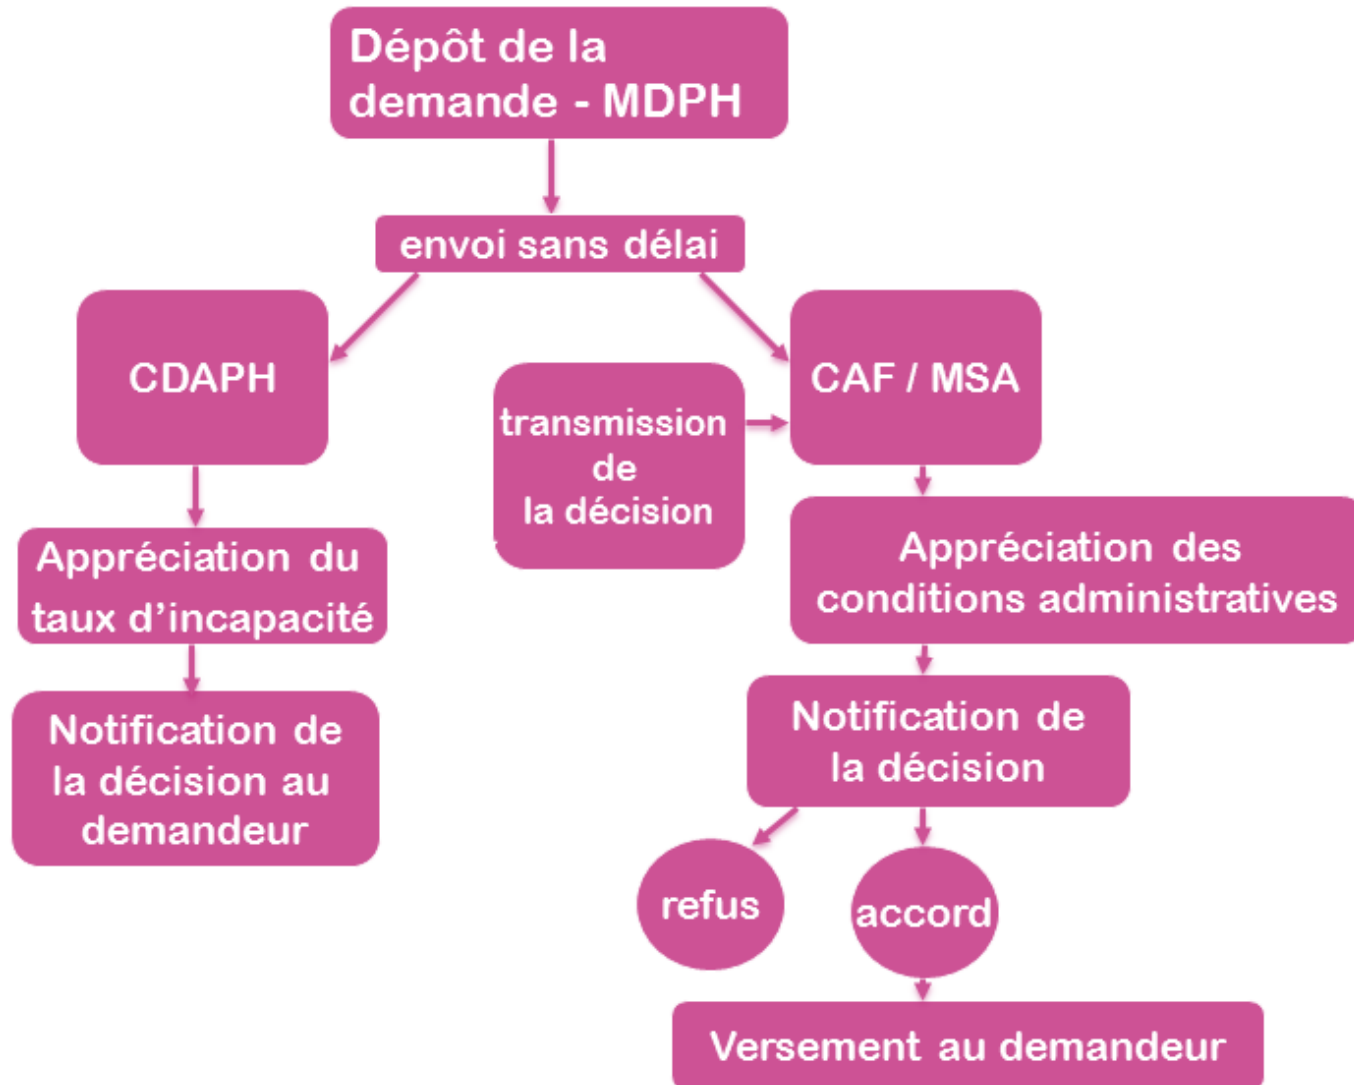 Dépôt de la
demande - MDPH
envoi sans délai
CDAPH
CAF / MSA
transmission
de
la décision
Appréciation du
taux d'incapacité
Appréciation des
conditions administratives
Notification de
la décision au
demandeur
Notification de
la décision
refus
accord
Versement au demandeur